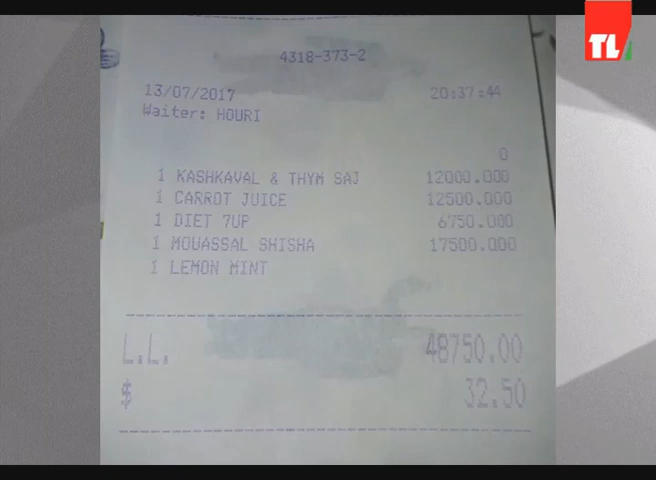 TL
4318-373-2
13/07/2017 20:37:44
Waiter: HOURI
0
1 KASHKAVAL & THYM SAJ 12000.000
1 CARROT JUICE 12500.000
1 DIET 7UP 6750.000
1 MOUASSAL SHISHA 17500.000
1 LEMON MINT
L.L. 48750.00
$ 32.50